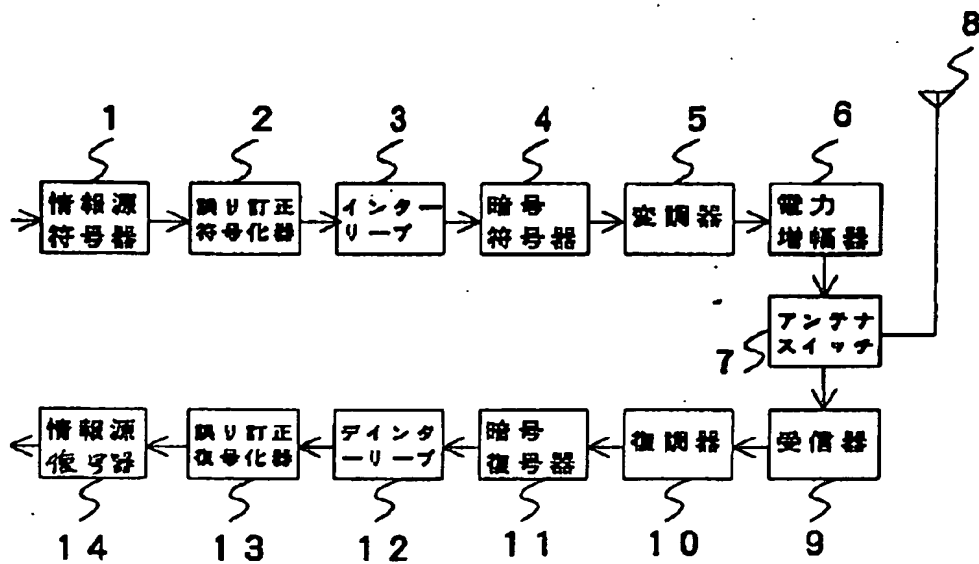 8
1
2
3
4
5
6
情報源
符号器
誤り訂正
符号化器
インター
リーブ
暗号
符号器
変調器
電力
増幅器
アンテナ
スイッチ
7
情報源
復号器
誤り訂正
復号化器
デインタ
ーリーブ
暗号
復号器
復調器
受信器
14
13
12
11
10
9